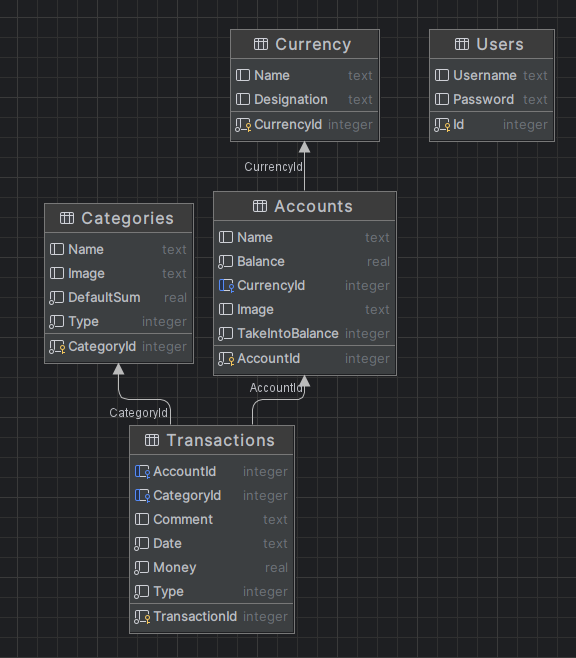 Currency
Name text
Designation text
CurrencyId integer
Users
Username text
Password text
Id integer
CurrencyId
Categories
Name text
Image text
DefaultSum real
Type integer
CategoryId integer
Accounts
Name text
Balance real
CurrencyId integer
Image text
TakeIntoBalance integer
AccountId integer
CategoryId
AccountId
Transactions
AccountId integer
CategoryId integer
Comment text
Date text
Money real
Type integer
TransactionId integer